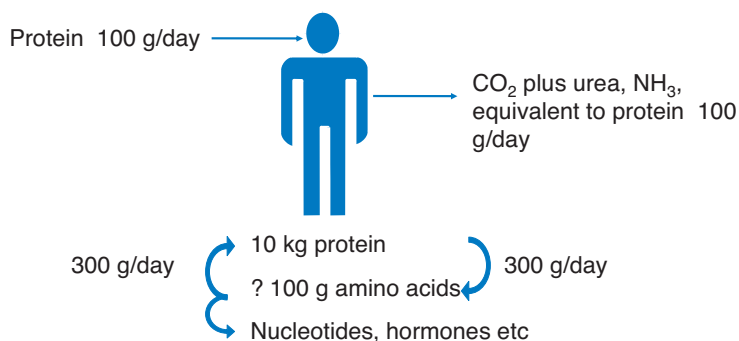 Protein 100 g/day
CO₂ plus urea, NH₃,
equivalent to protein 100
g/day
10 kg protein
300 g/day
300 g/day
? 100 g amino acids
Nucleotides, hormones etc